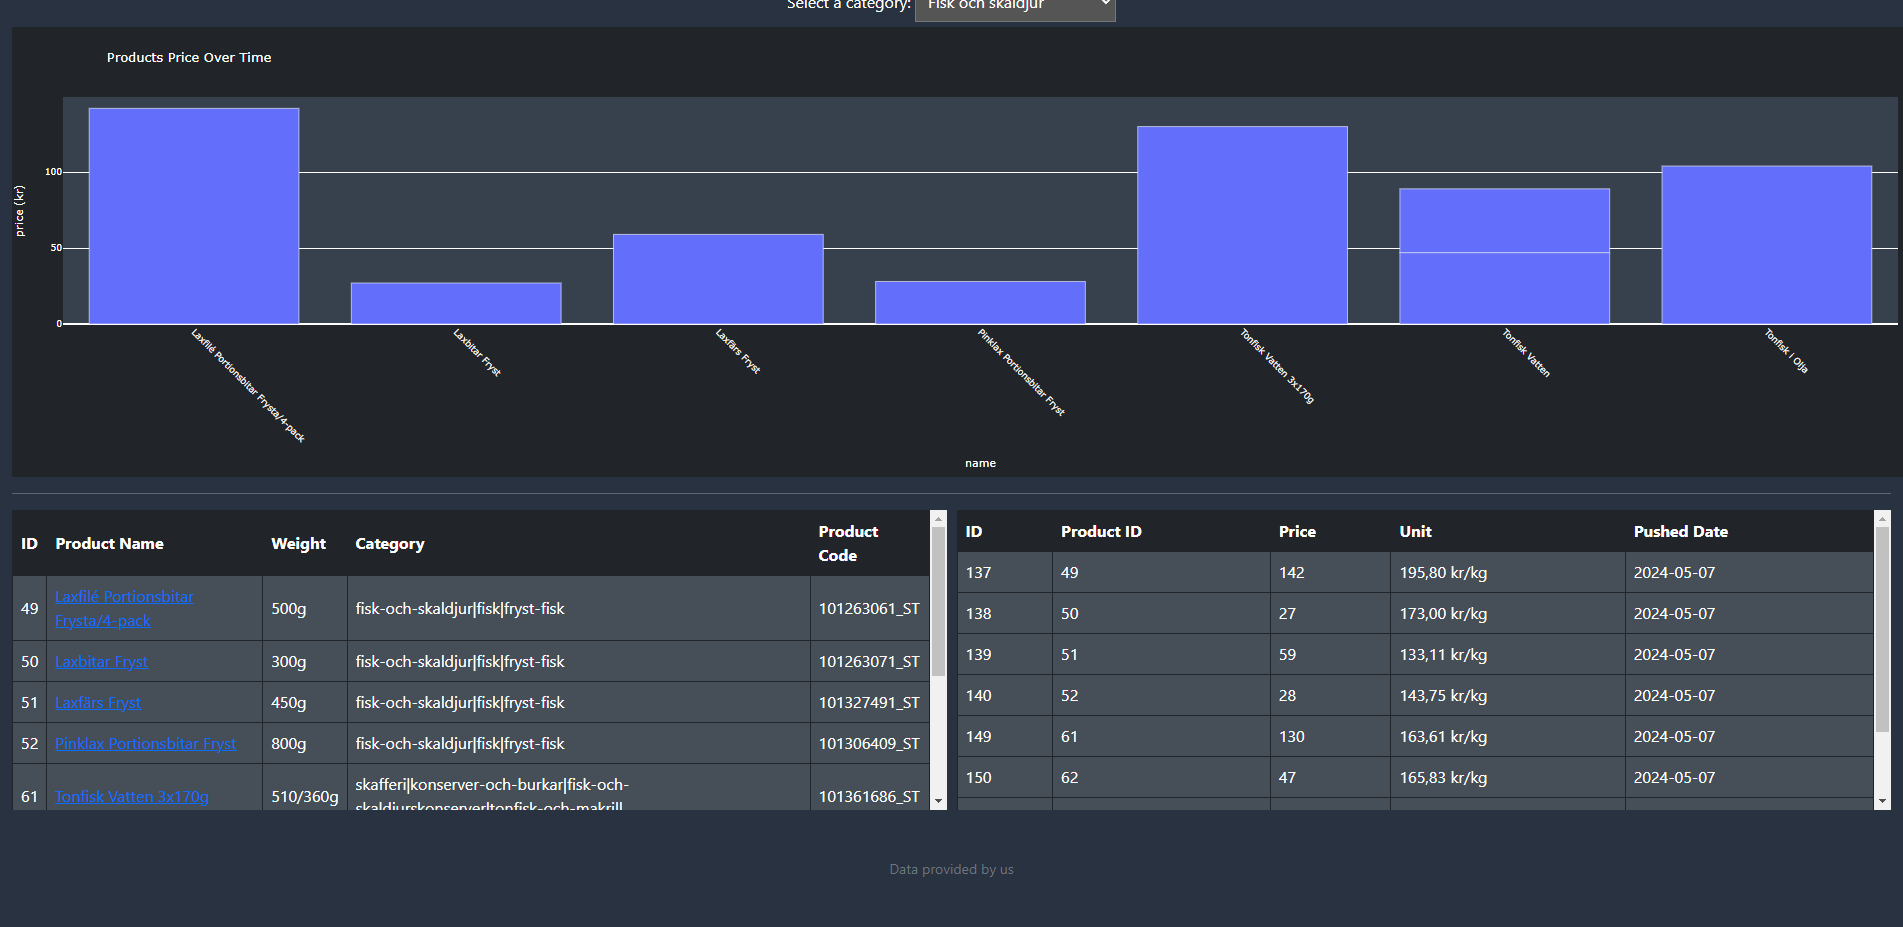 Select a category: Fisk och skaldjur
Products Price Over Time
100
50
0
price (kr)
Laxfilé Portionsbitar Frysta/4-pack
Laxbitar Fryst
Laxfärs Fryst
Pinklax Portionsbitar Fryst
Tonfisk Vatten 3x170g
Tonfisk Vatten
Tonfisk i Olja
name
ID Product Name Weight Category Product
Code
49 Laxfilé Portionsbitar
Frysta/4-pack 500g fisk-och-skaldjur|fisk|fryst-fisk 101263061_ST
50 Laxbitar Fryst 300g fisk-och-skaldjur|fisk|fryst-fisk 101263071_ST
51 Laxfärs Fryst 450g fisk-och-skaldjur|fisk|fryst-fisk 101327491_ST
52 Pinklax Portionsbitar Fryst 800g fisk-och-skaldjur|fisk|fryst-fisk 101306409_ST
61 Tonfisk Vatten 3x170g 510/360g skafferi|konserver-och-burkar|fisk-och-
skaldjurskonserver|tonfisk-och-makrill 101361686_ST
ID Product ID Price Unit Pushed Date
137 49 142 195,80 kr/kg 2024-05-07
138 50 27 173,00 kr/kg 2024-05-07
139 51 59 133,11 kr/kg 2024-05-07
140 52 28 143,75 kr/kg 2024-05-07
149 61 130 163,61 kr/kg 2024-05-07
150 62 47 165,83 kr/kg 2024-05-07
Data provided by us